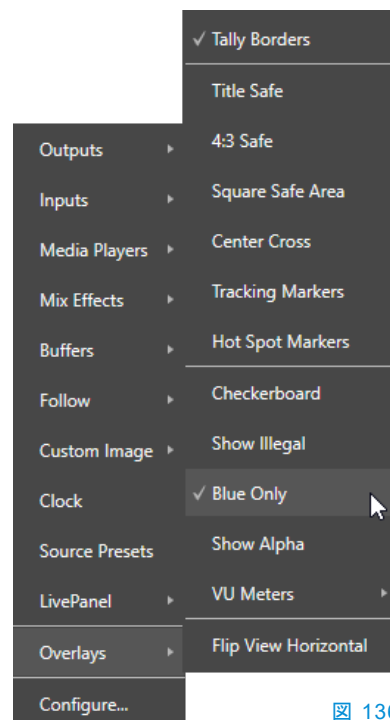 Outputs
Inputs
Media Players
Mix Effects
Buffers
Follow
Custom Image
Clock
Source Presets
LivePanel
Overlays
Configure...
Tally Borders
Title Safe
4:3 Safe
Square Safe Area
Center Cross
Tracking Markers
Hot Spot Markers
Checkerboard
Show Illegal
Blue Only
Show Alpha
VU Meters
Flip View Horizontal
図 130